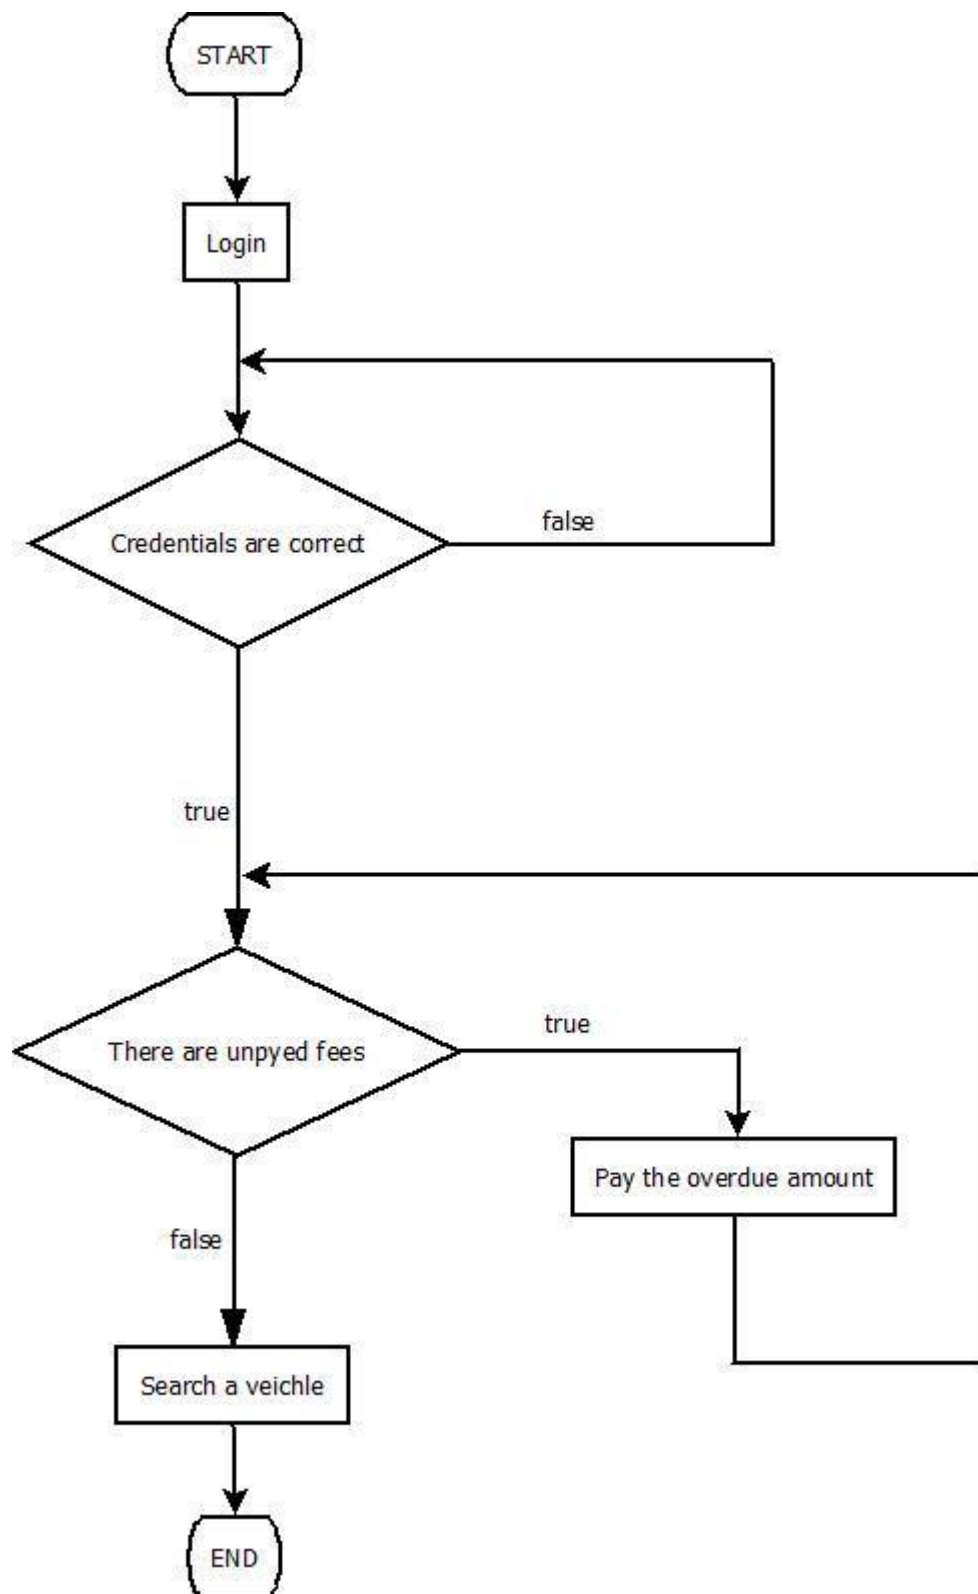 START
Login
false
Credentials are correct
true
true
There are unpyed fees
Pay the overdue amount
false
Search a veichle
END